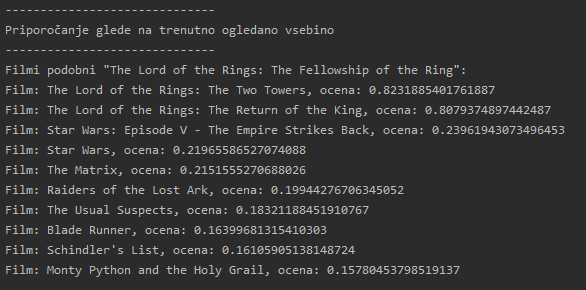 ------------------------------
Priporočanje glede na trenutno ogledano vsebino
------------------------------
Filmi podobni "The Lord of the Rings: The Fellowship of the Ring":
Film: The Lord of the Rings: The Two Towers, ocena: 0.8231885401761887
Film: The Lord of the Rings: The Return of the King, ocena: 0.8079374897442487
Film: Star Wars: Episode V - The Empire Strikes Back, ocena: 0.23961943073496453
Film: Star Wars, ocena: 0.21965586527074088
Film: The Matrix, ocena: 0.2151555270688026
Film: Raiders of the Lost Ark, ocena: 0.19944276706345052
Film: The Usual Suspects, ocena: 0.18321188451910767
Film: Blade Runner, ocena: 0.16399681315410303
Film: Schindler's List, ocena: 0.16105905138148724
Film: Monty Python and the Holy Grail, ocena: 0.15780453798519137